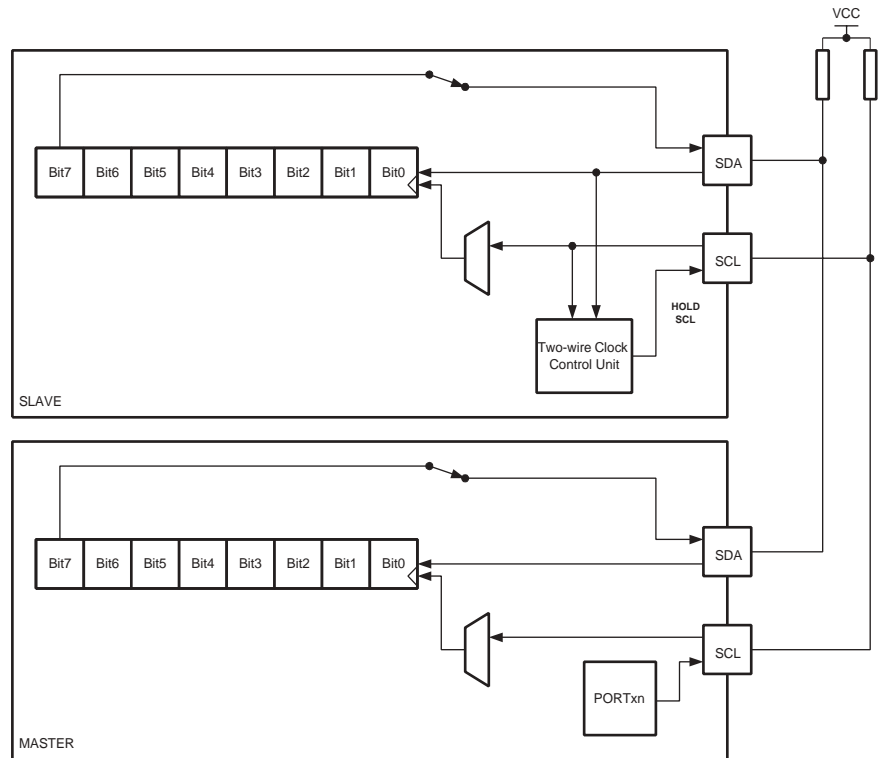 VCC
Bit7 Bit6 Bit5 Bit4 Bit3 Bit2 Bit1 Bit0
SDA
SCL
HOLD
SCL
Two-wire Clock
Control Unit
SLAVE
Bit7 Bit6 Bit5 Bit4 Bit3 Bit2 Bit1 Bit0
SDA
SCL
PORTxn
MASTER